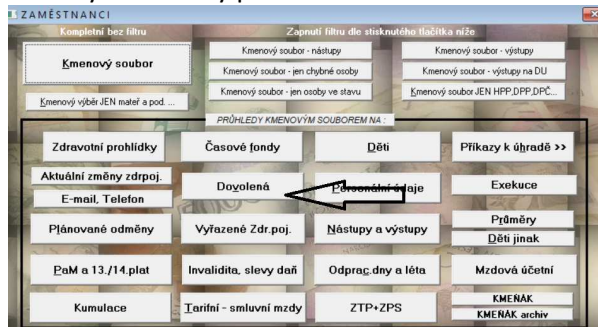 ZAMĚSTNANCI
Kompletní bez filtru
Zapnutí filtru dle stisknutého tlačítka níže
Kmenový soubor
Kmenový soubor - nástupy
Kmenový soubor - výstupy
Kmenový soubor - jen chybné osoby
Kmenový soubor - výstupy na DU
Kmenový výběr JEN mateř a pod. ...
Kmenový soubor - jen osoby ve stavu
Kmenový soubor JEN HPP,DPP,DPČ...
PRŮHLEDY KMENOVÝM SOUBOREM NA :
Zdravotní prohlídky
Časové fondy
Děti
Příkazy k úhradě >>
Aktuální změny zdrpoj.
E-mail, Telefon
Dovolená
Personální údaje
Exekuce
Plánované odměny
Vyřazené Zdr.poj.
Nástupy a výstupy
Průměry
Děti jinak
PaM a 13./14.plat
Invalidita, slevy daň
Odprac.dny a léta
Mzdová účetní
Kumulace
Tarifní - smluvní mzdy
ZTP+ZPS
KMEŇÁK
KMEŇÁK archiv